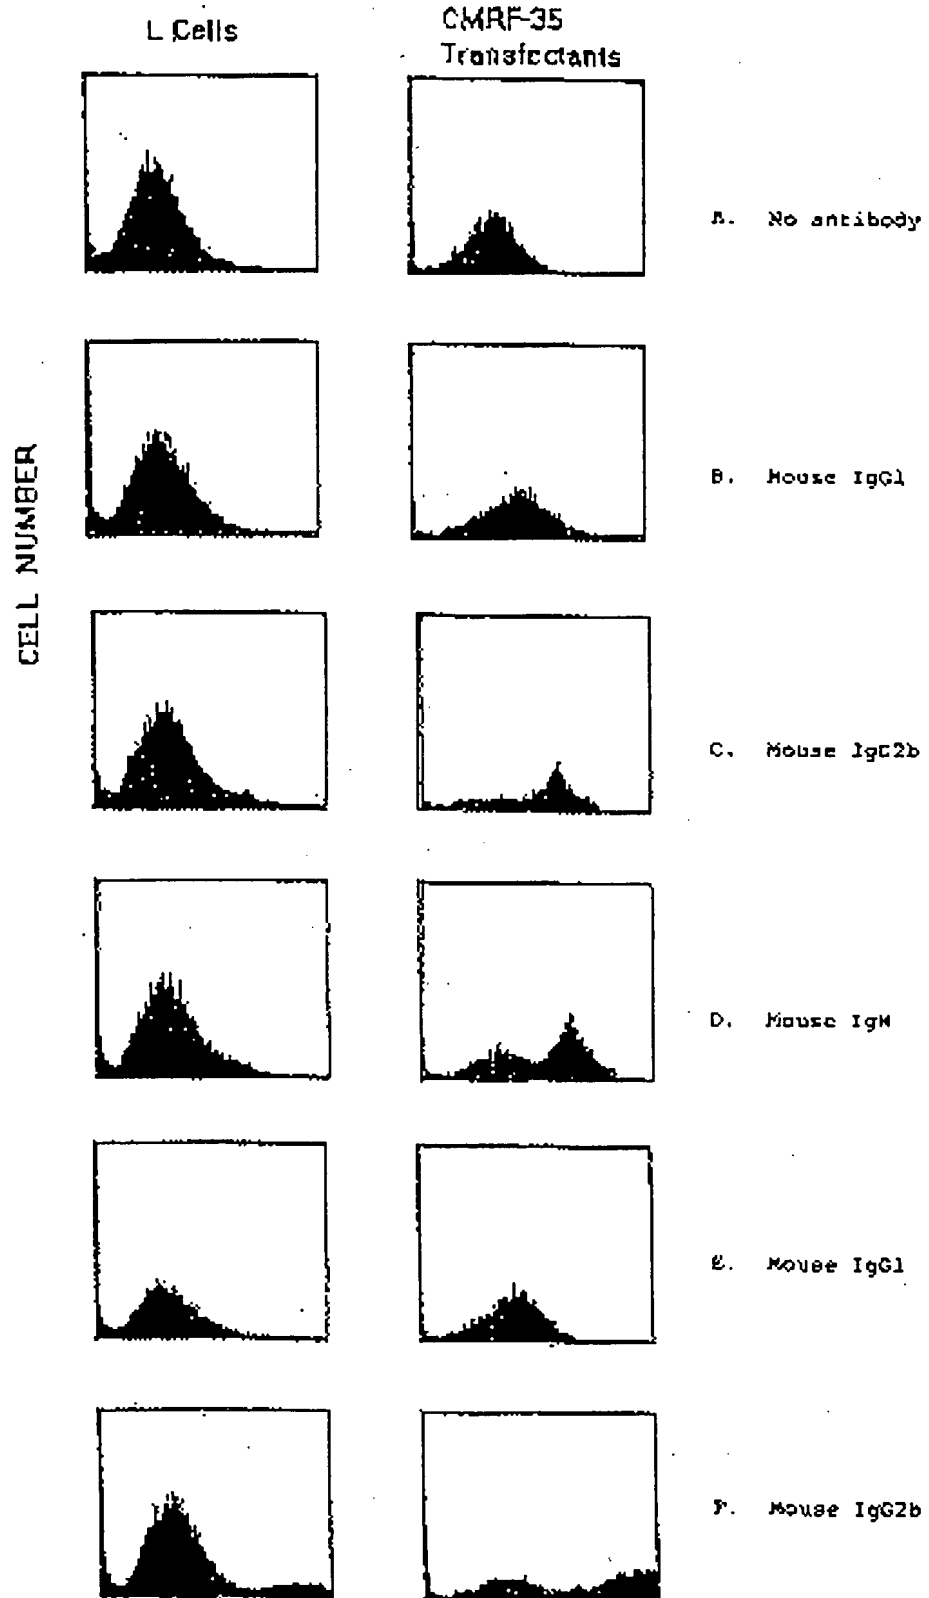 L Cells
CMRF-35
Transfectants
A. No antibody
CELL NUMBER
B. Mouse IgG1
C. Mouse IgG2b
D. Mouse IgM
E. Mouse IgG1
F. Mouse IgG2b